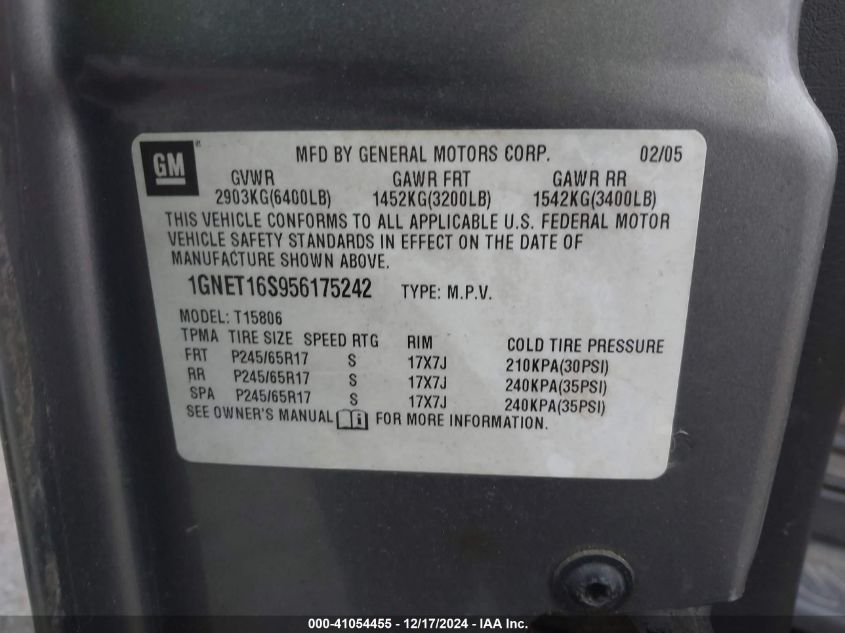 GM MFD BY GENERAL MOTORS CORP. 02/05
GVWR GAWR FRT GAWR RR
2903KG(6400LB) 1452KG(3200LB) 1542KG(3400LB)
THIS VEHICLE CONFORMS TO ALL APPLICABLE U.S. FEDERAL MOTOR
VEHICLE SAFETY STANDARDS IN EFFECT ON THE DATE OF
MANUFACTURE SHOWN ABOVE.
1GNET16S956175242 TYPE: M.P.V.
MODEL: T15806
TPMA TIRE SIZE SPEED RTG RIM COLD TIRE PRESSURE
FRT P245/65R17 S 17X7J 210KPA(30PSI)
RR P245/65R17 S 17X7J 240KPA(35PSI)
SPA P245/65R17 S 17X7J 240KPA(35PSI)
SEE OWNER'S MANUAL i FOR MORE INFORMATION.
000-41054455 - 12/17/2024 - IAA Inc.